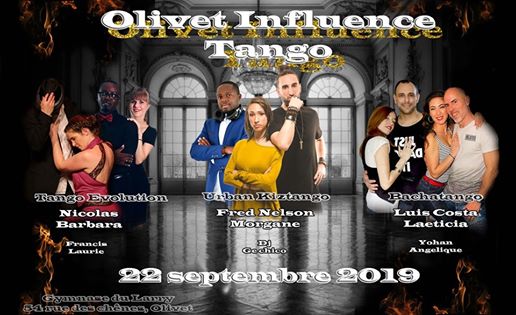 Olivet Influence
Tango
Tango Evolution
Nicolas
Barbara
Francis
Laurie
Urban Kiztango
Fred Nelson
Morgane
Dj
Gechico
Bachatango
Luis Costa
Laeticia
Yohan
Angelique
22 septembre 2019
Gymnase du Larry
54 rue des chênes, Olivet